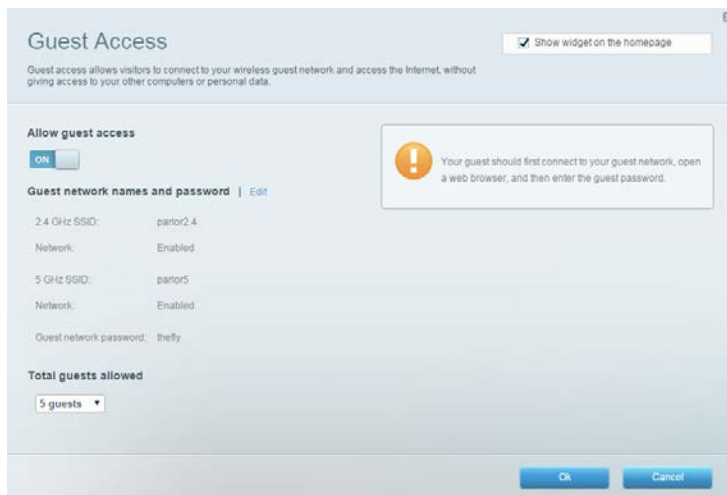 Guest Access
Show widget on the homepage
Guest access allows visitors to connect to your wireless guest network and access the Internet, without
giving access to your other computers or personal data.
Allow guest access
ON
Your guest should first connect to your guest network, open
a web browser, and then enter the guest password.
Guest network names and password | Edit
2.4 GHz SSID: parlor2.4
Network: Enabled
5 GHz SSID: parlor5
Network: Enabled
Guest network password: thefly
Total guests allowed
5 guests
Ok Cancel